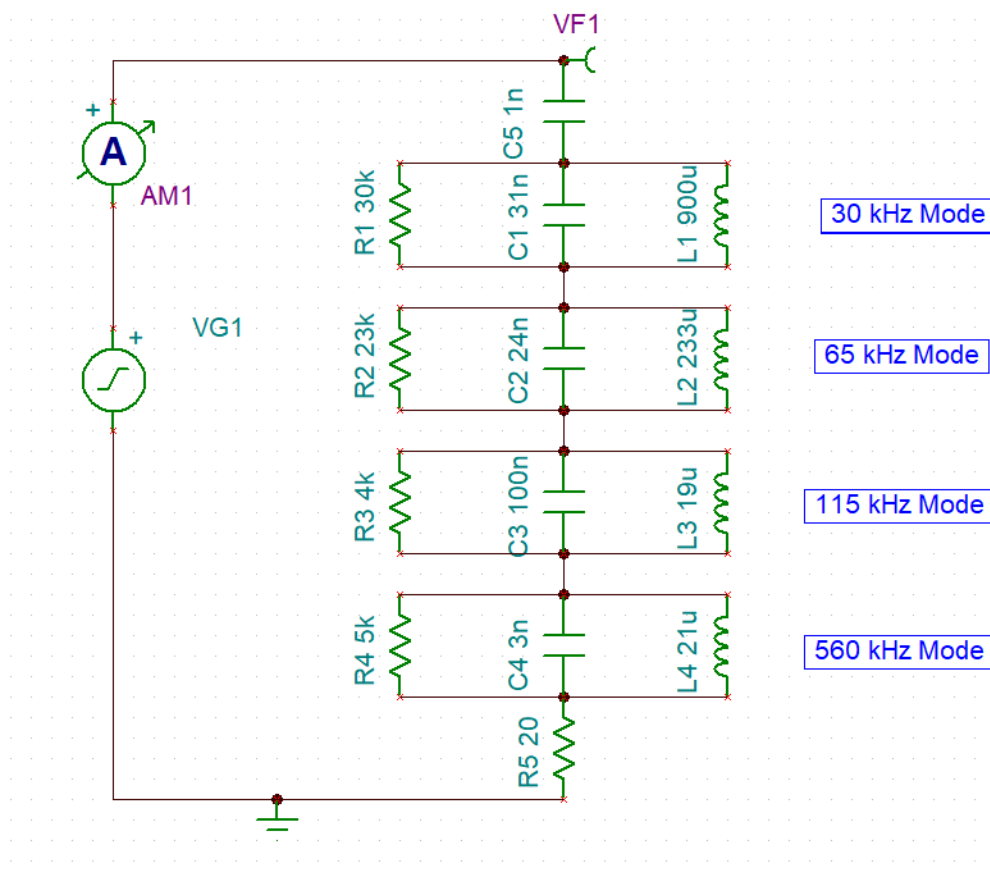 VF1
C5 1n
+
A
AM1
R1 30k
C1 31n
L1 900u
30 kHz Mode
+
VG1
R2 23k
C2 24n
L2 233u
65 kHz Mode
R3 4k
C3 100n
L3 19u
115 kHz Mode
R4 5k
C4 3n
L4 21u
560 kHz Mode
R5 20